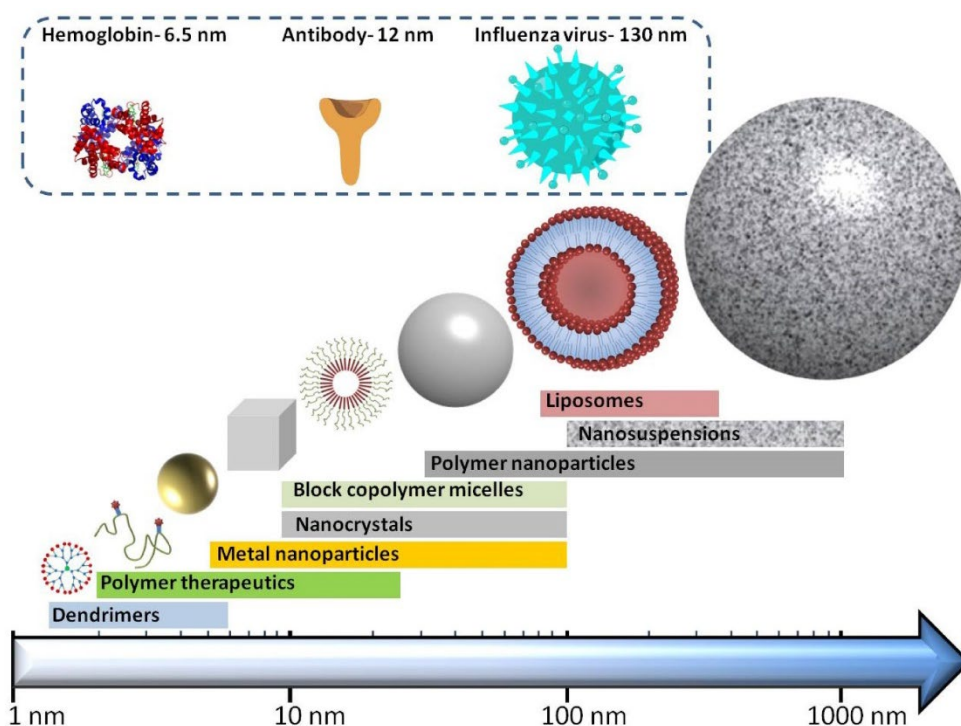 Hemoglobin- 6.5 nm
Antibody- 12 nm
Influenza virus- 130 nm
Liposomes
Nanosuspensions
Polymer nanoparticles
Block copolymer micelles
Nanocrystals
Metal nanoparticles
Polymer therapeutics
Dendrimers
1 nm
10 nm
100 nm
1000 nm